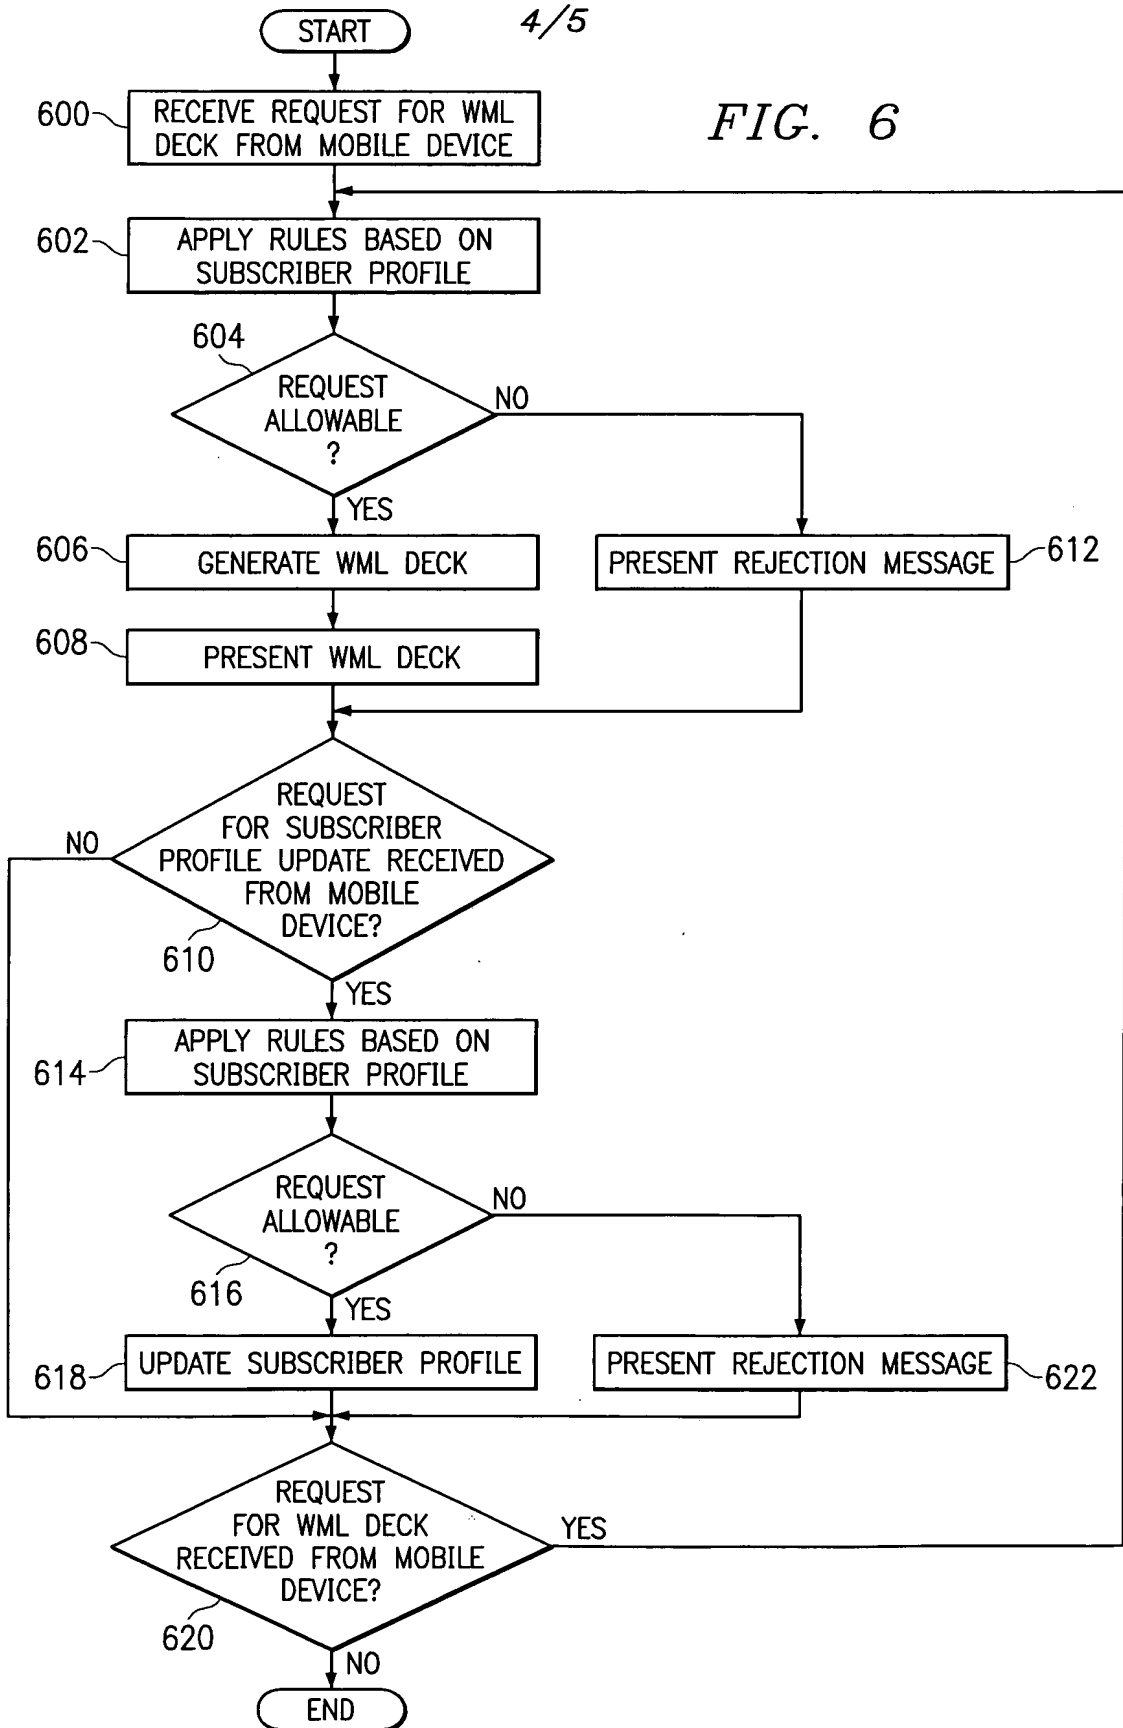 4/5
START
FIG. 6
600
RECEIVE REQUEST FOR WML
DECK FROM MOBILE DEVICE
602
APPLY RULES BASED ON
SUBSCRIBER PROFILE
604
REQUEST
ALLOWABLE
?
NO
YES
606
GENERATE WML DECK
PRESENT REJECTION MESSAGE
612
608
PRESENT WML DECK
REQUEST
FOR SUBSCRIBER
PROFILE UPDATE RECEIVED
FROM MOBILE
DEVICE?
NO
610
YES
614
APPLY RULES BASED ON
SUBSCRIBER PROFILE
REQUEST
ALLOWABLE
?
NO
616
YES
618
UPDATE SUBSCRIBER PROFILE
PRESENT REJECTION MESSAGE
622
REQUEST
FOR WML DECK
RECEIVED FROM MOBILE
DEVICE?
YES
620
NO
END